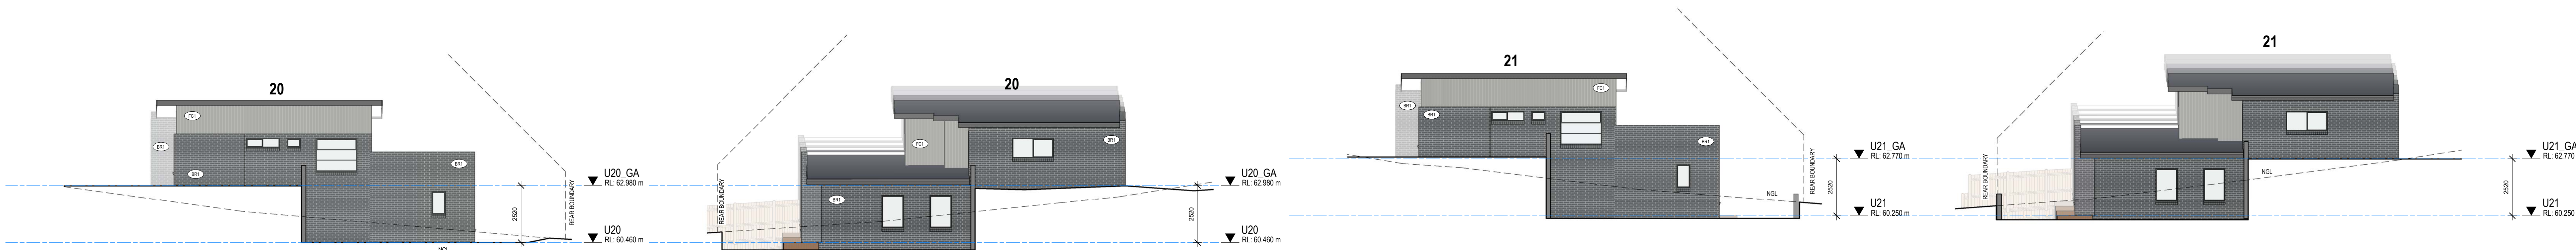 20
FC1
BR1
BR1
BR1
REAR BOUNDARY
2520
U20 GA
RL: 62.980 m
U20
RL: 60.460 m
NGL
20
FC1
BR1
BR1
REAR BOUNDARY
2520
U20 GA
RL: 62.980 m
U20
RL: 60.460 m
21
FC1
BR1
BR1
BR1
NGL
REAR BOUNDARY
2520
U21 GA
RL: 62.770 m
U21
RL: 60.250 m
21
REAR BOUNDARY
NGL
2520
U21 GA
RL: 62.770
U21
RL: 60.250